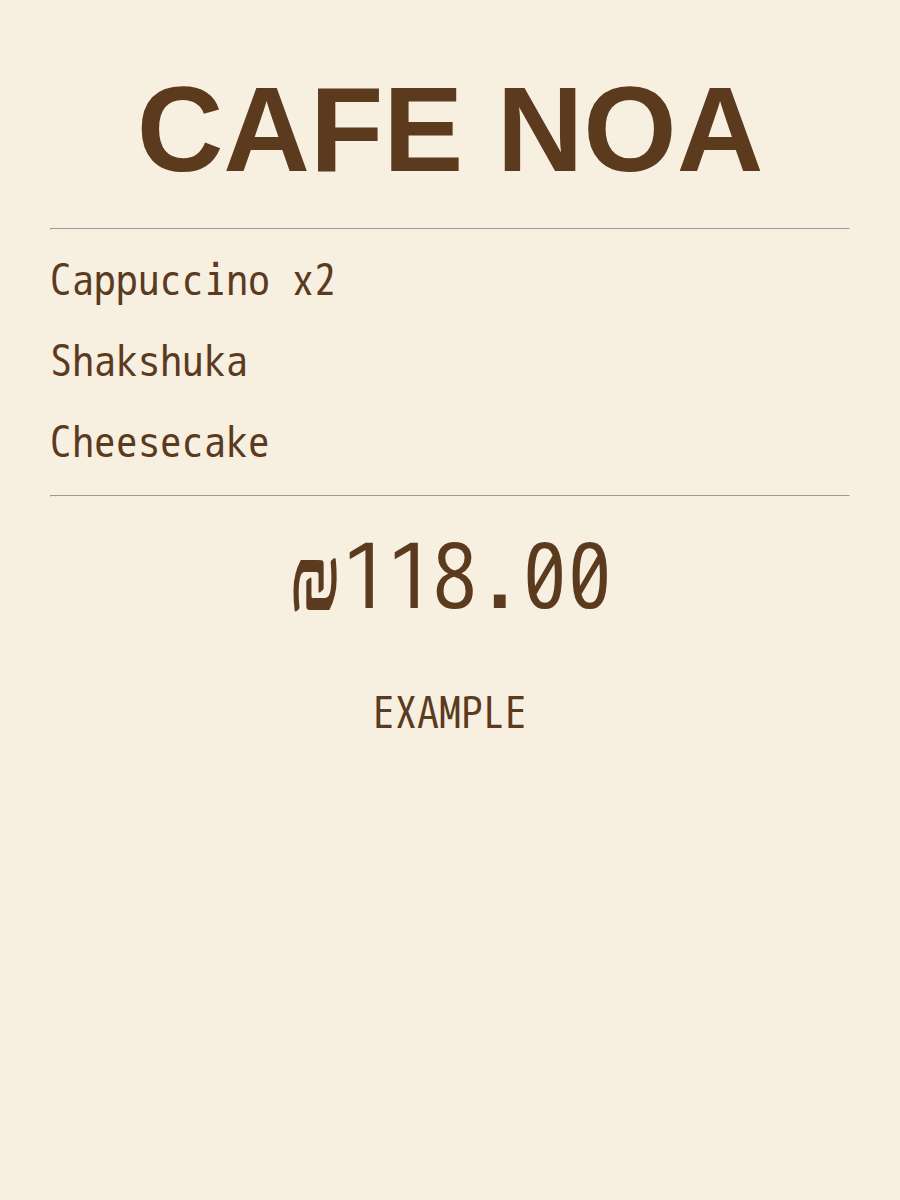 CAFE NOA
Cappuccino x2
Shakshuka
Cheesecake
₪118.00
EXAMPLE